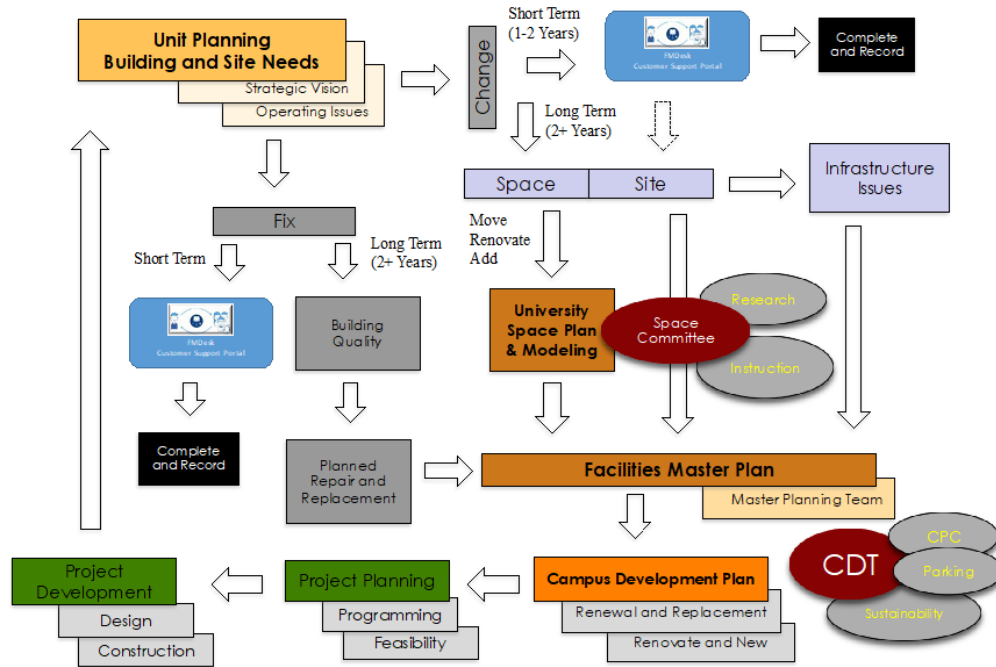 Unit Planning
Building and Site Needs
Strategic Vision
Operating Issues
Change
Short Term
(1-2 Years)
FMDesk
Customer Support Portal
Complete
and Record
Long Term
(2+ Years)
Space
Site
Infrastructure
Issues
Fix
Short Term
Long Term
(2+ Years)
Move
Renovate
Add
FMDesk
Customer Support Portal
Building
Quality
University
Space Plan
& Modeling
Space
Committee
Research
Instruction
Complete
and Record
Planned
Repair and
Replacement
Facilities Master Plan
Master Planning Team
CDT
CPC
Parking
Sustainability
Project
Development
Design
Construction
Project Planning
Programming
Feasibility
Campus Development Plan
Renewal and Replacement
Renovate and New